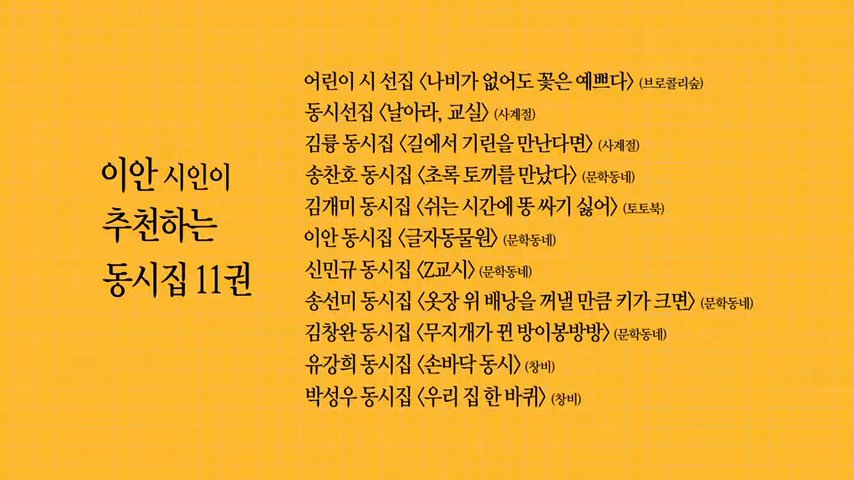 이안 시인이
추천하는
동시집 11권
어린이 시 선집 〈나비가 없어도 꽃은 예쁘다〉 (브로콜리숲)
동시선집 〈날아라, 교실〉 (사계절)
김륭 동시집 〈길에서 기린을 만난다면〉 (사계절)
송찬호 동시집 〈초록 토끼를 만났다〉 (문학동네)
김개미 동시집 〈쉬는 시간에 똥 싸기 싫어〉 (토토북)
이안 동시집 〈글자동물원〉 (문학동네)
신민규 동시집 〈Z교시〉 (문학동네)
송선미 동시집 〈옷장 위 배낭을 꺼낼 만큼 키가 크면〉 (문학동네)
김창완 동시집 〈무지개가 뀐 방이봉방방〉 (문학동네)
유강희 동시집 〈손바닥 동시〉 (창비)
박성우 동시집 〈우리 집 한 바퀴〉 (창비)